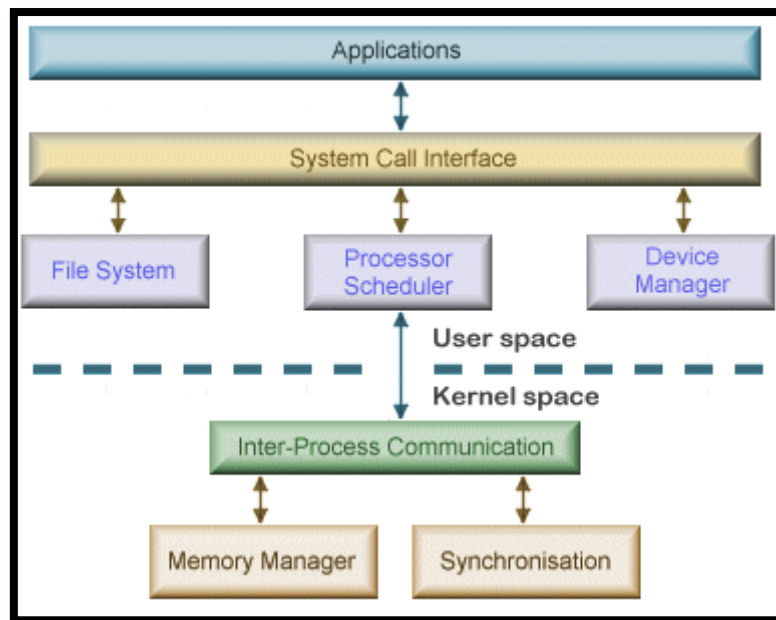 Applications
System Call Interface
File System
Processor
Scheduler
Device
Manager
User space
Kernel space
Inter-Process Communication
Memory Manager
Synchronisation